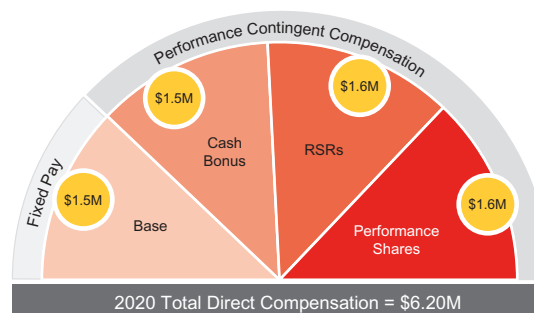 Performance Contingent Compensation
Fixed Pay
$1.5M
Base
$1.5M
Cash
Bonus
$1.6M
RSRs
$1.6M
Performance
Shares
2020 Total Direct Compensation = $6.20M